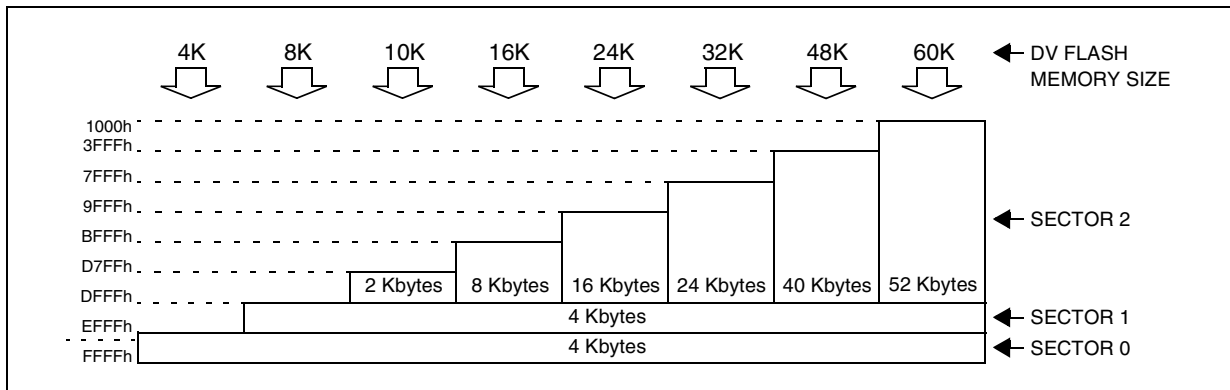 4K 8K 10K 16K 24K 32K 48K 60K DV FLASH
MEMORY SIZE
1000h
3FFFh
7FFFh
9FFFh
SECTOR 2
BFFFh
D7FFh
2 Kbytes 8 Kbytes 16 Kbytes 24 Kbytes 40 Kbytes 52 Kbytes
DFFFh
4 Kbytes SECTOR 1
EFFFh
4 Kbytes SECTOR 0
FFFFh